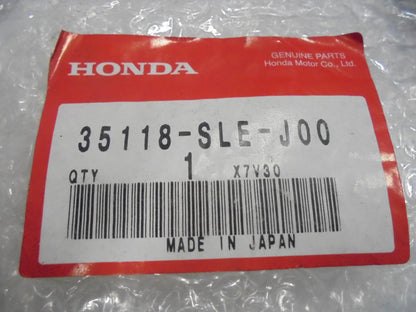 HONDA
GENUINE PARTS
Honda Motor Co., Ltd.
35118-SLE-J00
QTY 1 X7V30
MADE IN JAPAN